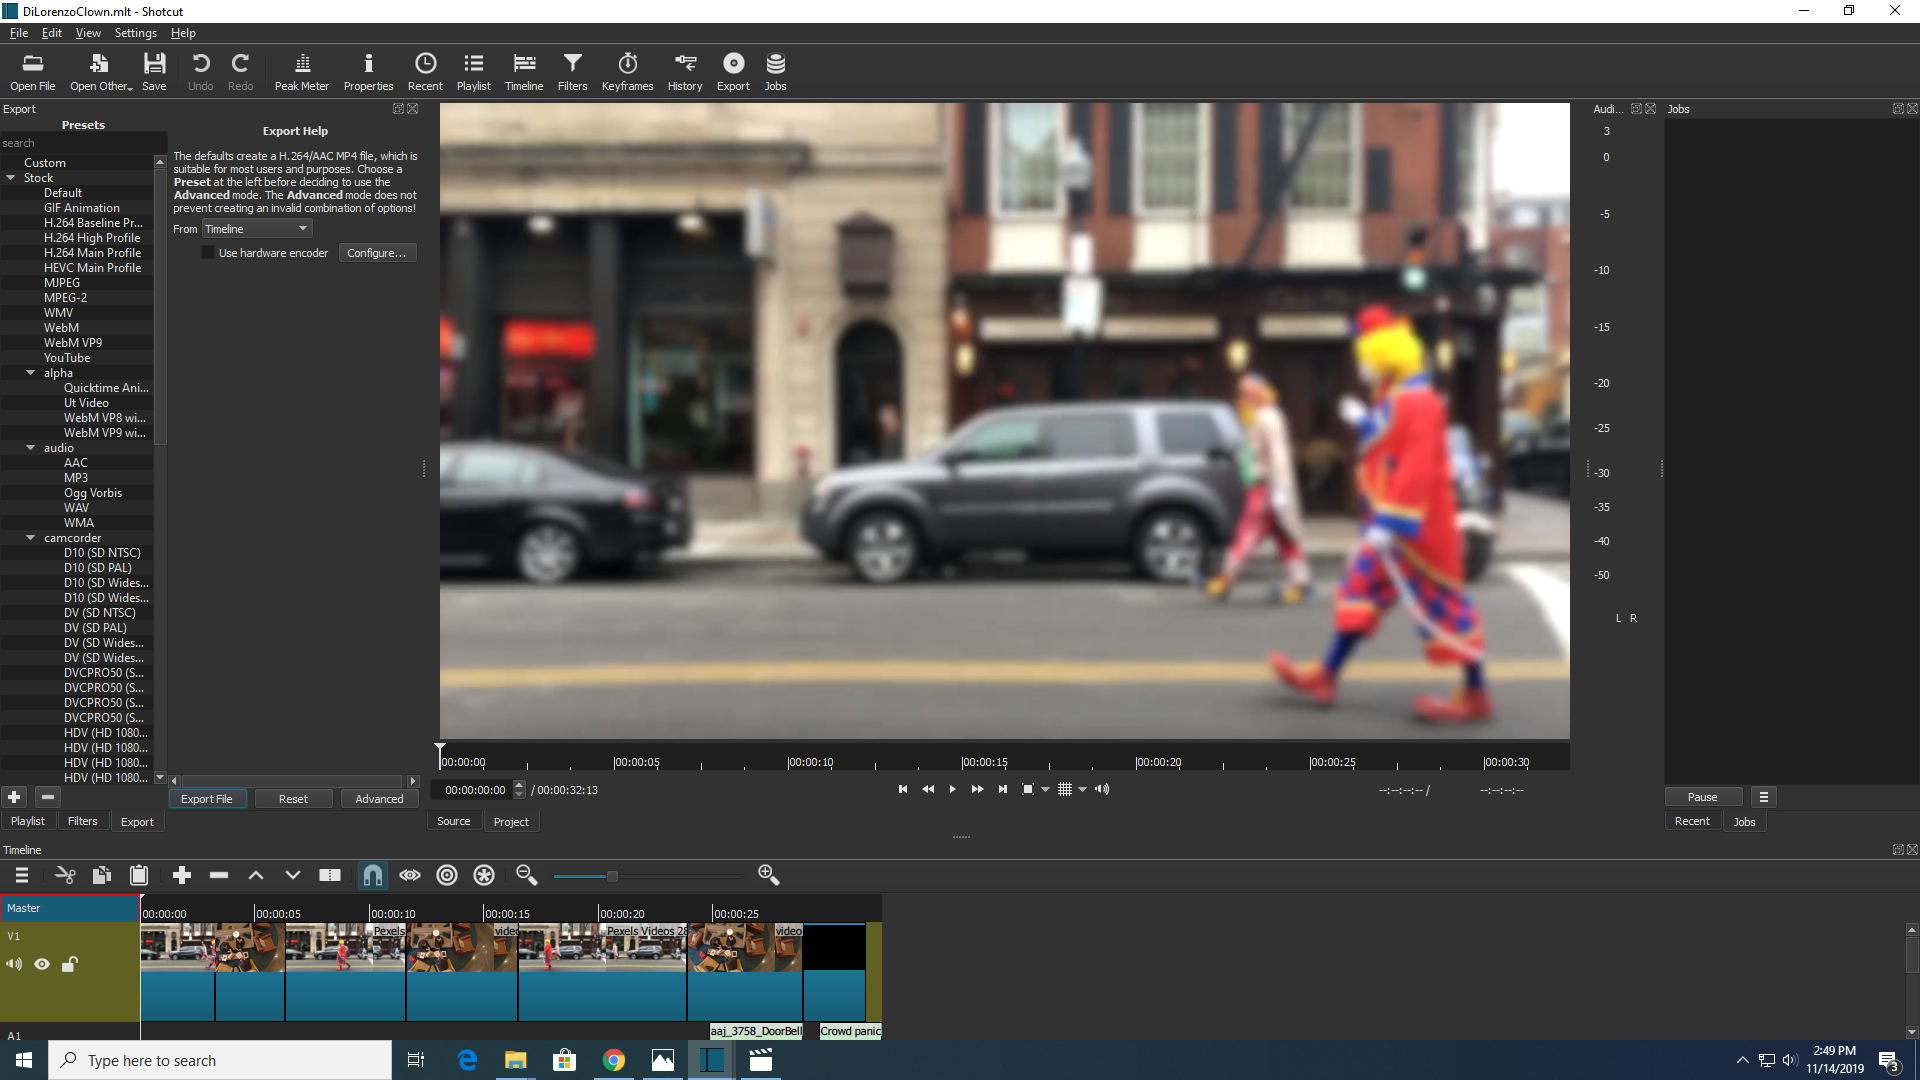 DiLorenzoClown.mlt - Shotcut
File Edit View Settings Help
Open File Open Other... Save Undo Redo Peak Meter Properties Recent Playlist Timeline Filters Keyframes History Export Jobs
Export
Presets
search
Custom
Stock
Default
GIF Animation
H.264 Baseline Pr...
H.264 High Profile
H.264 Main Profile
HEVC Main Profile
MJPEG
MPEG-2
WMV
WebM
WebM VP9
YouTube
alpha
Quicktime Ani...
Ut Video
WebM VP8 wi...
WebM VP9 wi...
audio
AAC
MP3
Ogg Vorbis
WAV
WMA
camcorder
D10 (SD NTSC)
D10 (SD PAL)
D10 (SD Wides...
D10 (SD Wides...
DV (SD NTSC)
DV (SD PAL)
DV (SD Wides...
DV (SD Wides...
DVCPRO50 (S...
DVCPRO50 (S...
DVCPRO50 (S...
DVCPRO50 (S...
HDV (HD 1080...
HDV (HD 1080...
HDV (HD 1080...
HDV (HD 1080...
Export Help
The defaults create a H.264/AAC MP4 file, which is
suitable for most users and purposes. Choose a
Preset at the left before deciding to use the
Advanced mode. The Advanced mode does not
prevent creating an invalid combination of options!
From Timeline
Use hardware encoder Configure...
Export File Reset Advanced
Playlist Filters Export
00:00:00 00:00:05 00:00:10 00:00:15 00:00:20 00:00:25 00:00:30
00:00:00:00 / 00:00:32:13 --:--:--:-- / --:--:--:--
Source Project
Audi...
3
0
-5
-10
-15
-20
-25
-30
-35
-40
-50
L R
Jobs
Pause
Recent Jobs
Timeline
Master
00:00:00 00:00:05 00:00:10 00:00:15 00:00:20 00:00:25
V1
Pexels video Pexels Videos 28 video
A1
aaj_3758_DoorBell Crowd panic
Type here to search
2:49 PM
11/14/2019
3